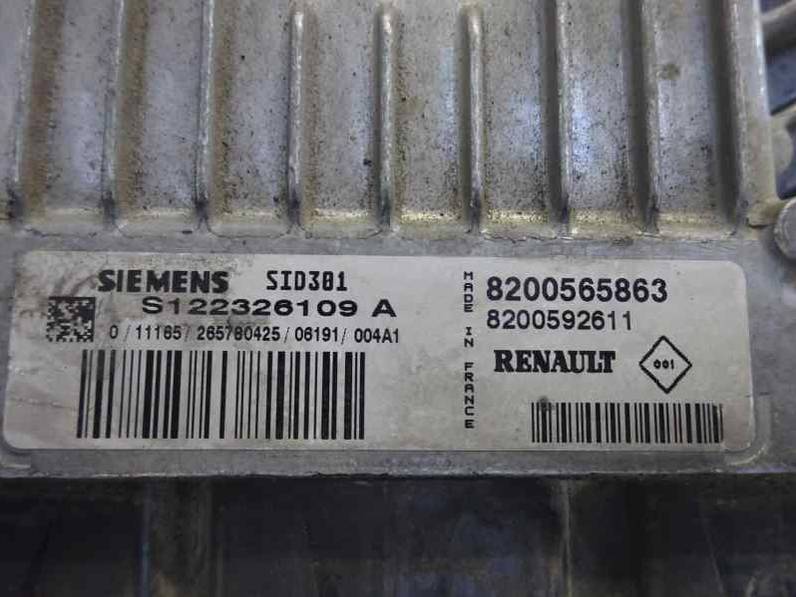 SIEMENS SID301
S122326109 A
0 / 11165 / 265780425 / 06191 / 004A1
MADE IN FRANCE
8200565863
8200592611
RENAULT 001